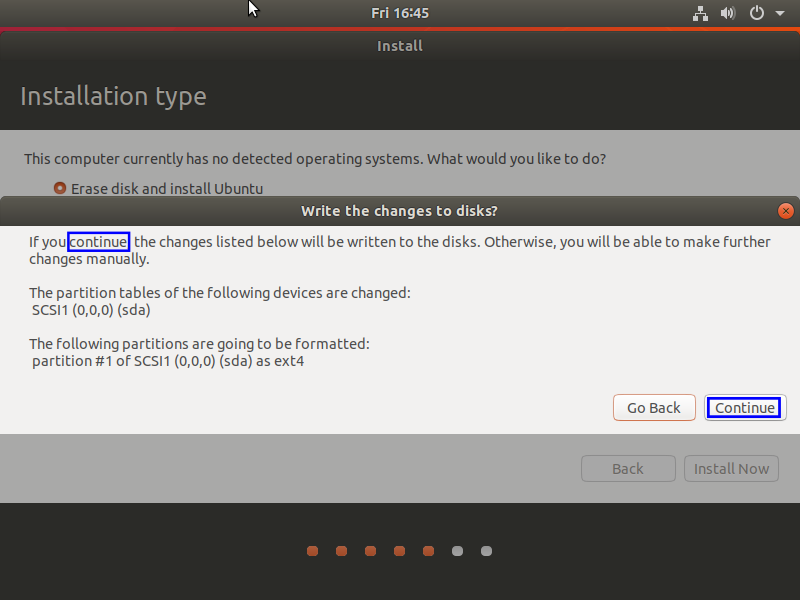 Fri 16:45
Install
Installation type
This computer currently has no detected operating systems. What would you like to do?
Erase disk and install Ubuntu
Write the changes to disks?
If you continue, the changes listed below will be written to the disks. Otherwise, you will be able to make further
changes manually.
The partition tables of the following devices are changed:
SCSI1 (0,0,0) (sda)
The following partitions are going to be formatted:
partition #1 of SCSI1 (0,0,0) (sda) as ext4
Go Back Continue
Back Install Now